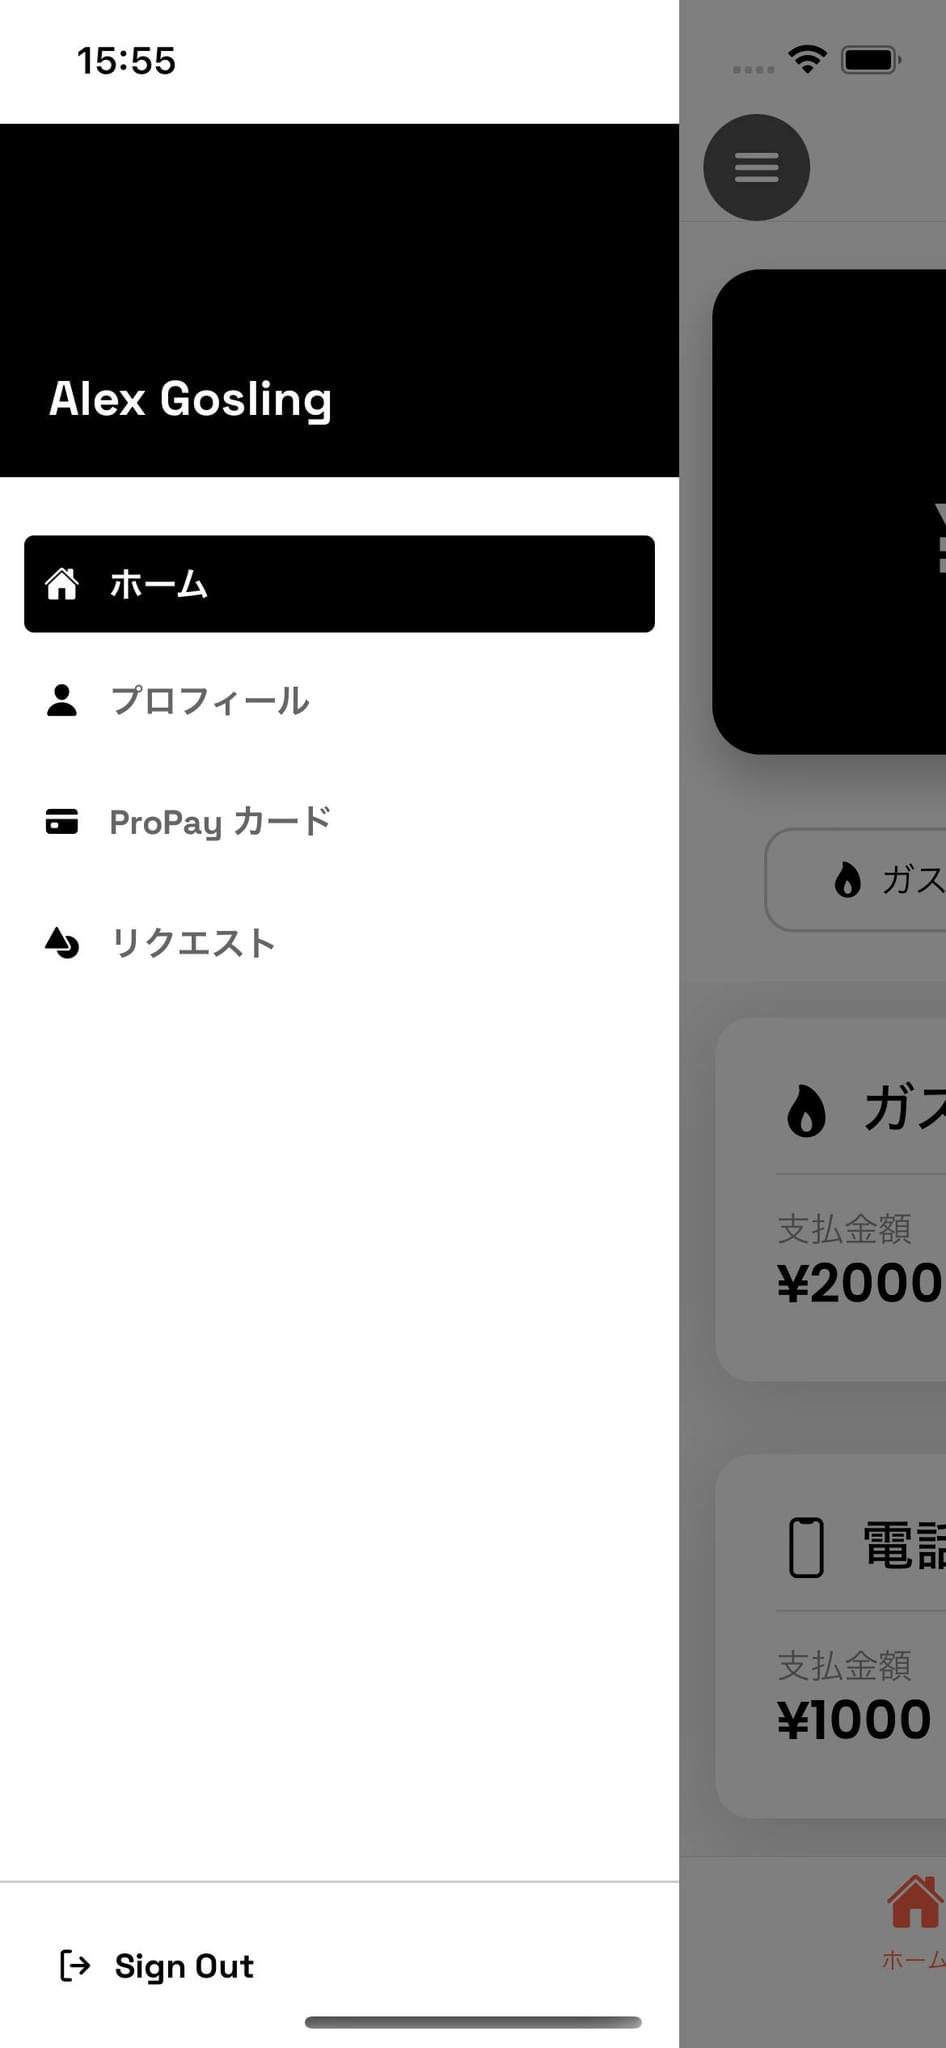 15:55
Alex Gosling
ホーム
プロフィール
ProPay カード
リクエスト
Sign Out
ガス
ガス
支払金額
¥2000
電話
支払金額
¥1000
ホーム